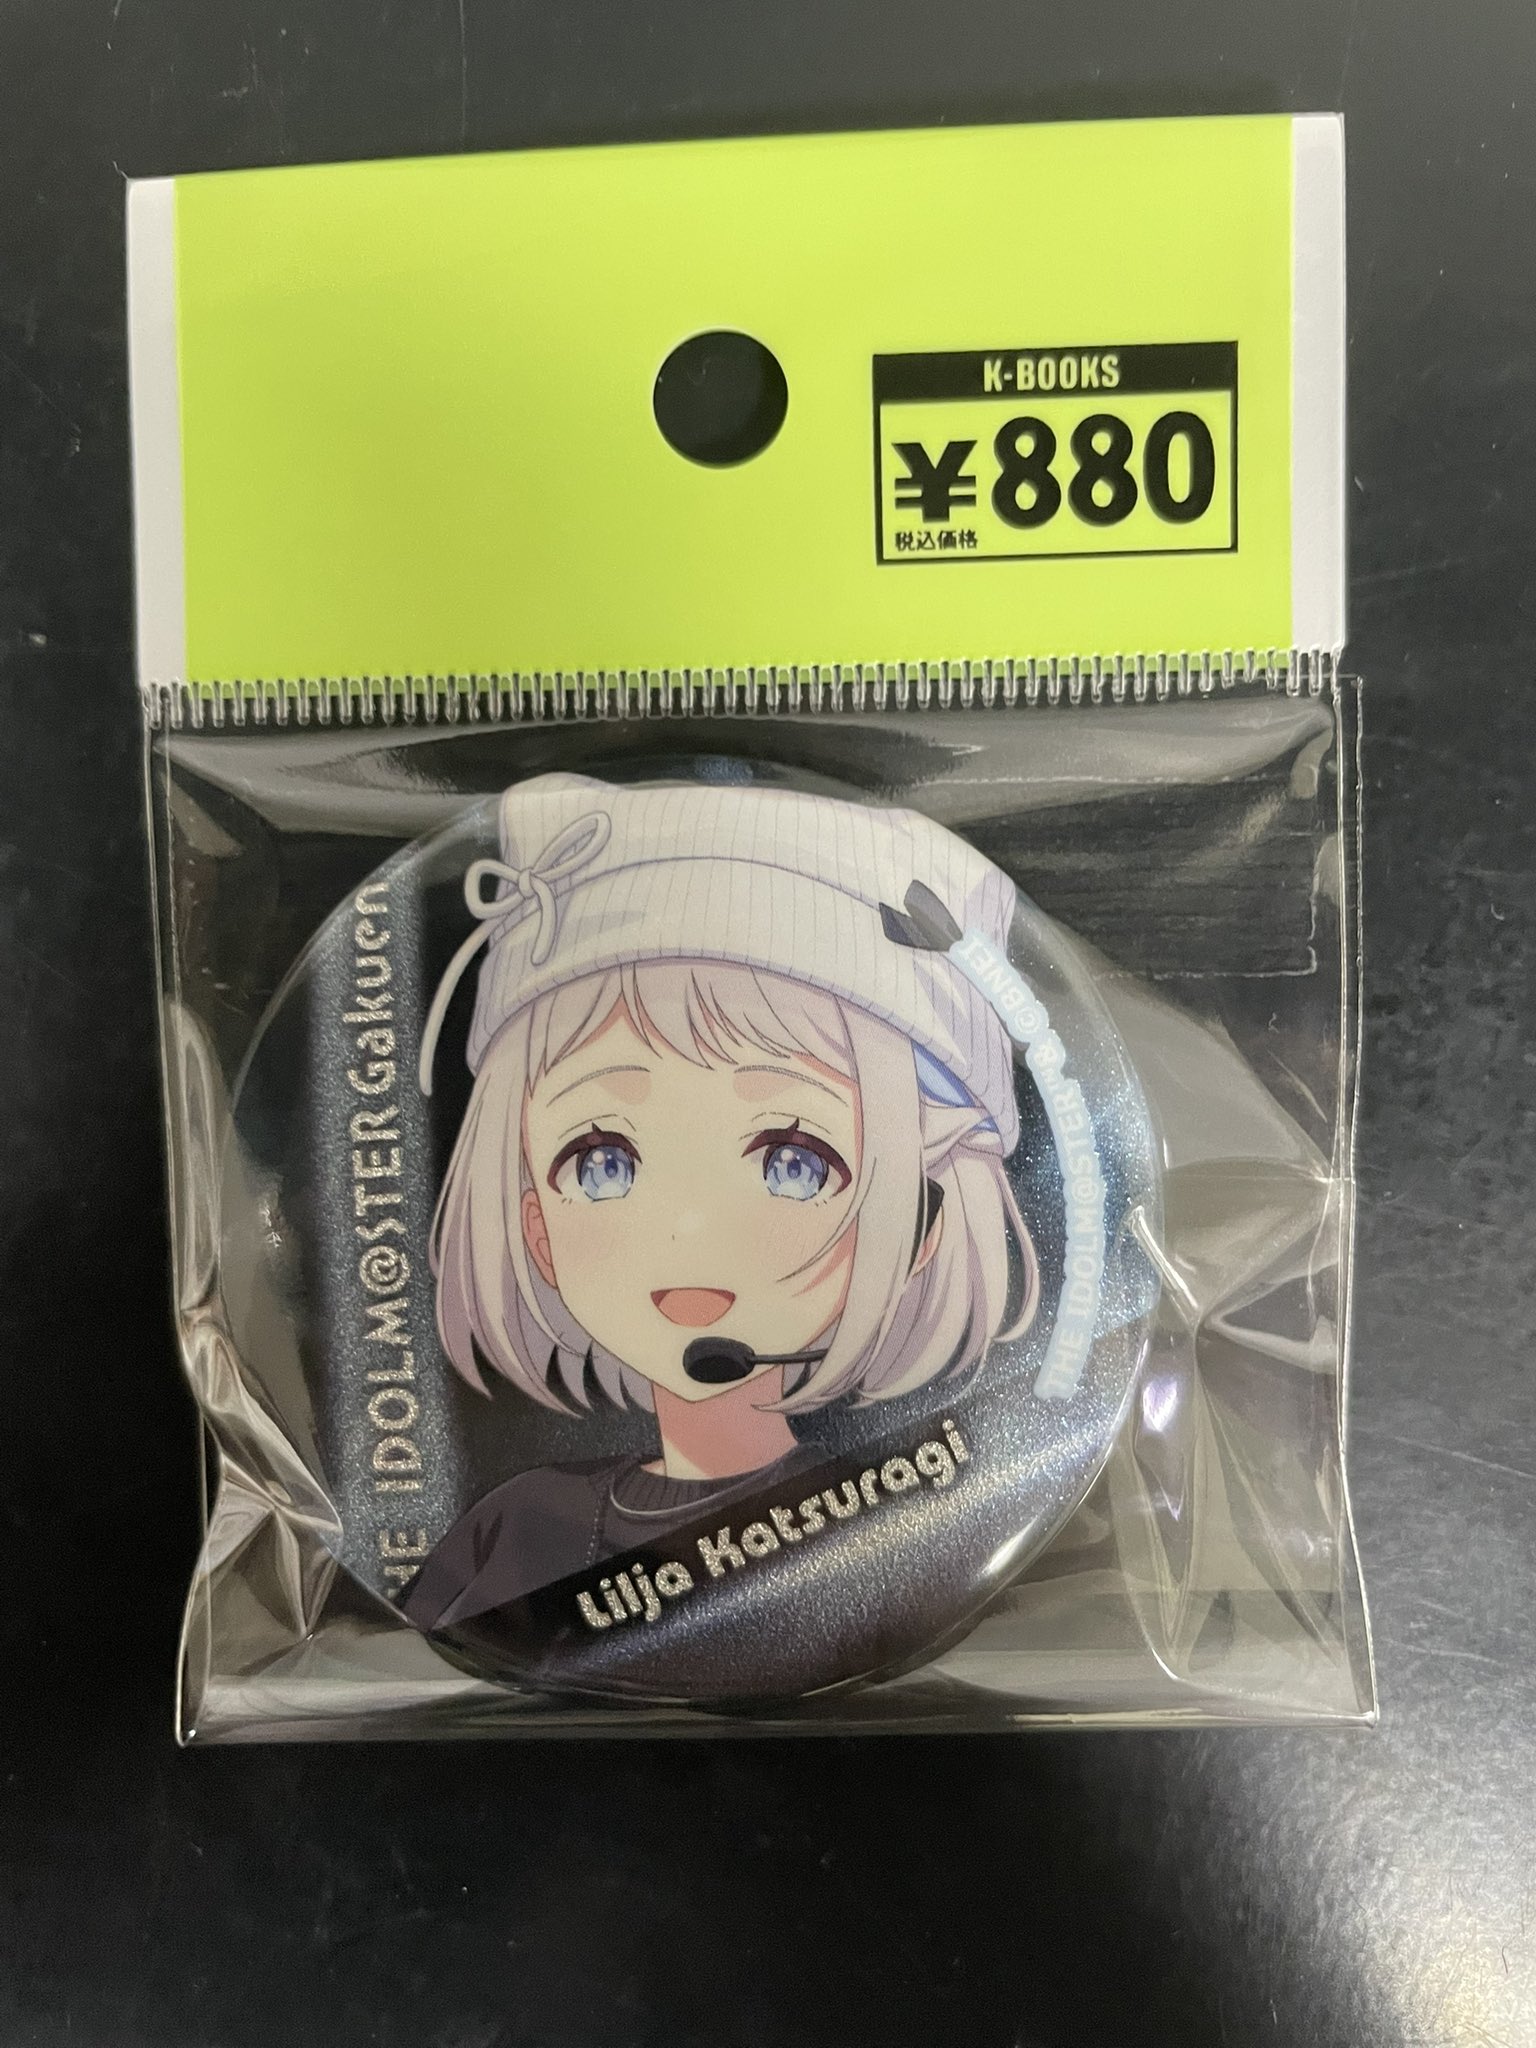 K-BOOKS
¥880
税込価格
THE IDOLM@STER Gakuen
THE IDOLM@STER™& ©BNEI
Lilja Katsuragi